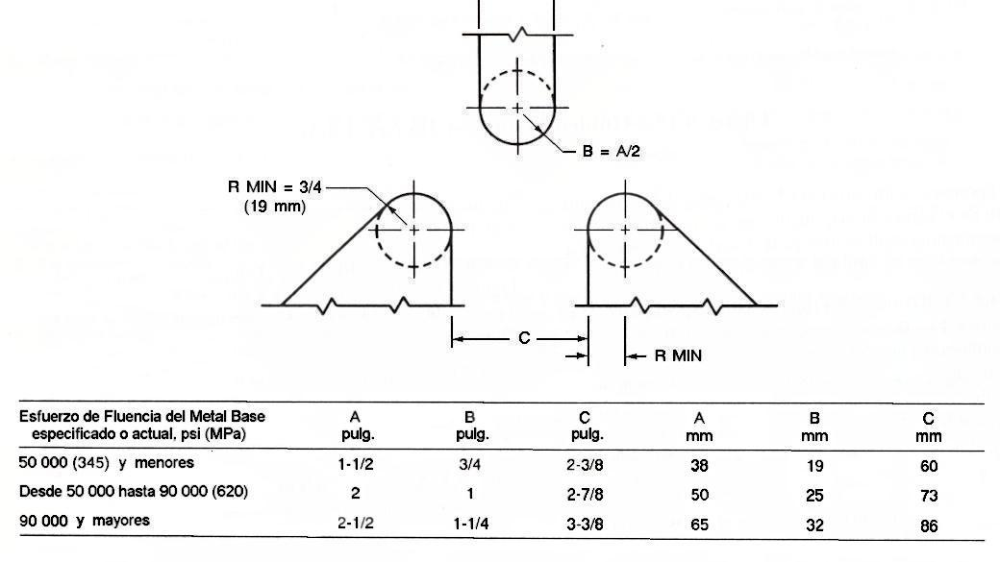 B = A/2
R MIN = 3/4
(19 mm)
C
R MIN
Esfuerzo de Fluencia del Metal Base A B C A B C
especificado o actual, psi (MPa) pulg. pulg. pulg. mm mm mm
50 000 (345) y menores 1-1/2 3/4 2-3/8 38 19 60
Desde 50 000 hasta 90 000 (620) 2 1 2-7/8 50 25 73
90 000 y mayores 2-1/2 1-1/4 3-3/8 65 32 86